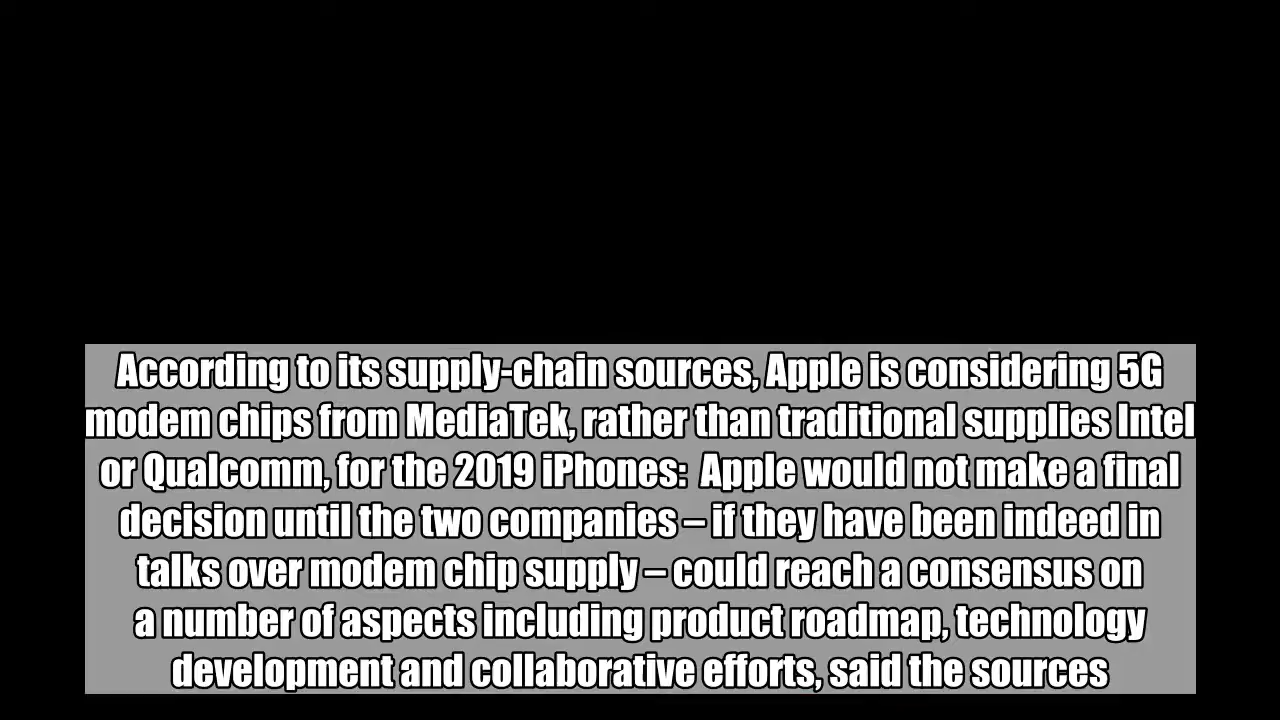 According to its supply-chain sources, Apple is considering 5G
modem chips from MediaTek, rather than traditional supplies Intel
or Qualcomm, for the 2019 iPhones:  Apple would not make a final
decision until the two companies – if they have been indeed in
talks over modem chip supply – could reach a consensus on
a number of aspects including product roadmap, technology
development and collaborative efforts, said the sources